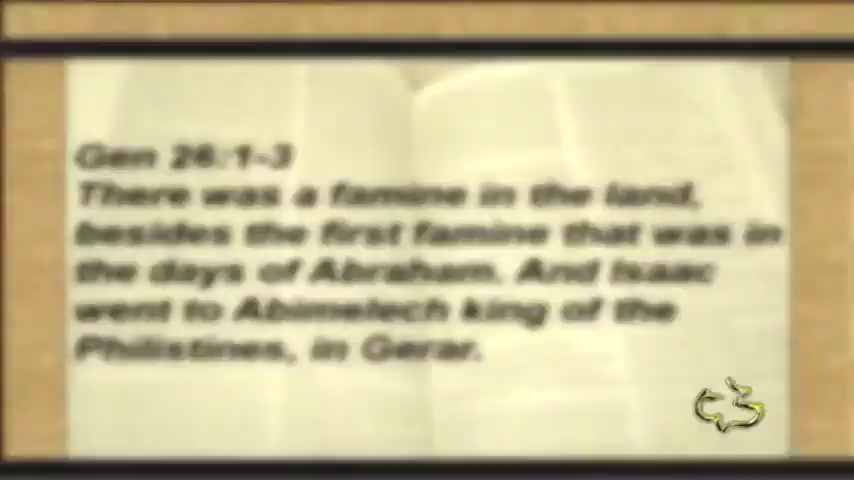 Gen 26:1-3
There was a famine in the land,
besides the first famine that was in
the days of Abraham. And Isaac
went to Abimelech king of the
Philistines, in Gerar.